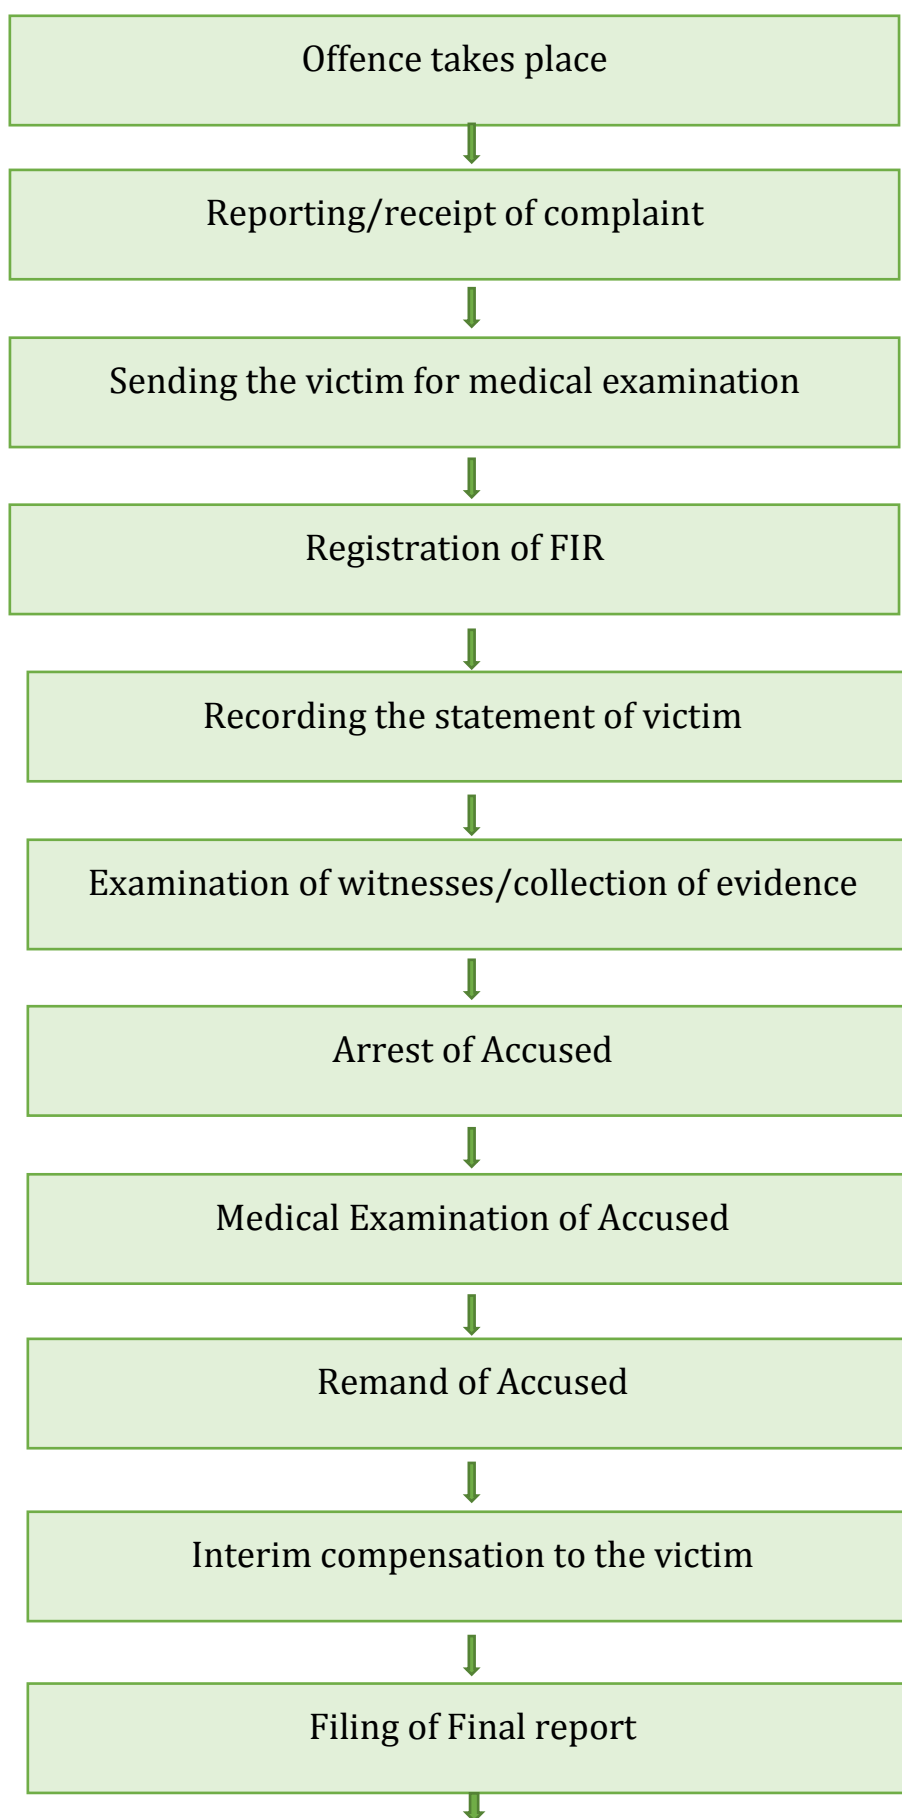 Offence takes place
Reporting/receipt of complaint
Sending the victim for medical examination
Registration of FIR
Recording the statement of victim
Examination of witnesses/collection of evidence
Arrest of Accused
Medical Examination of Accused
Remand of Accused
Interim compensation to the victim
Filing of Final report